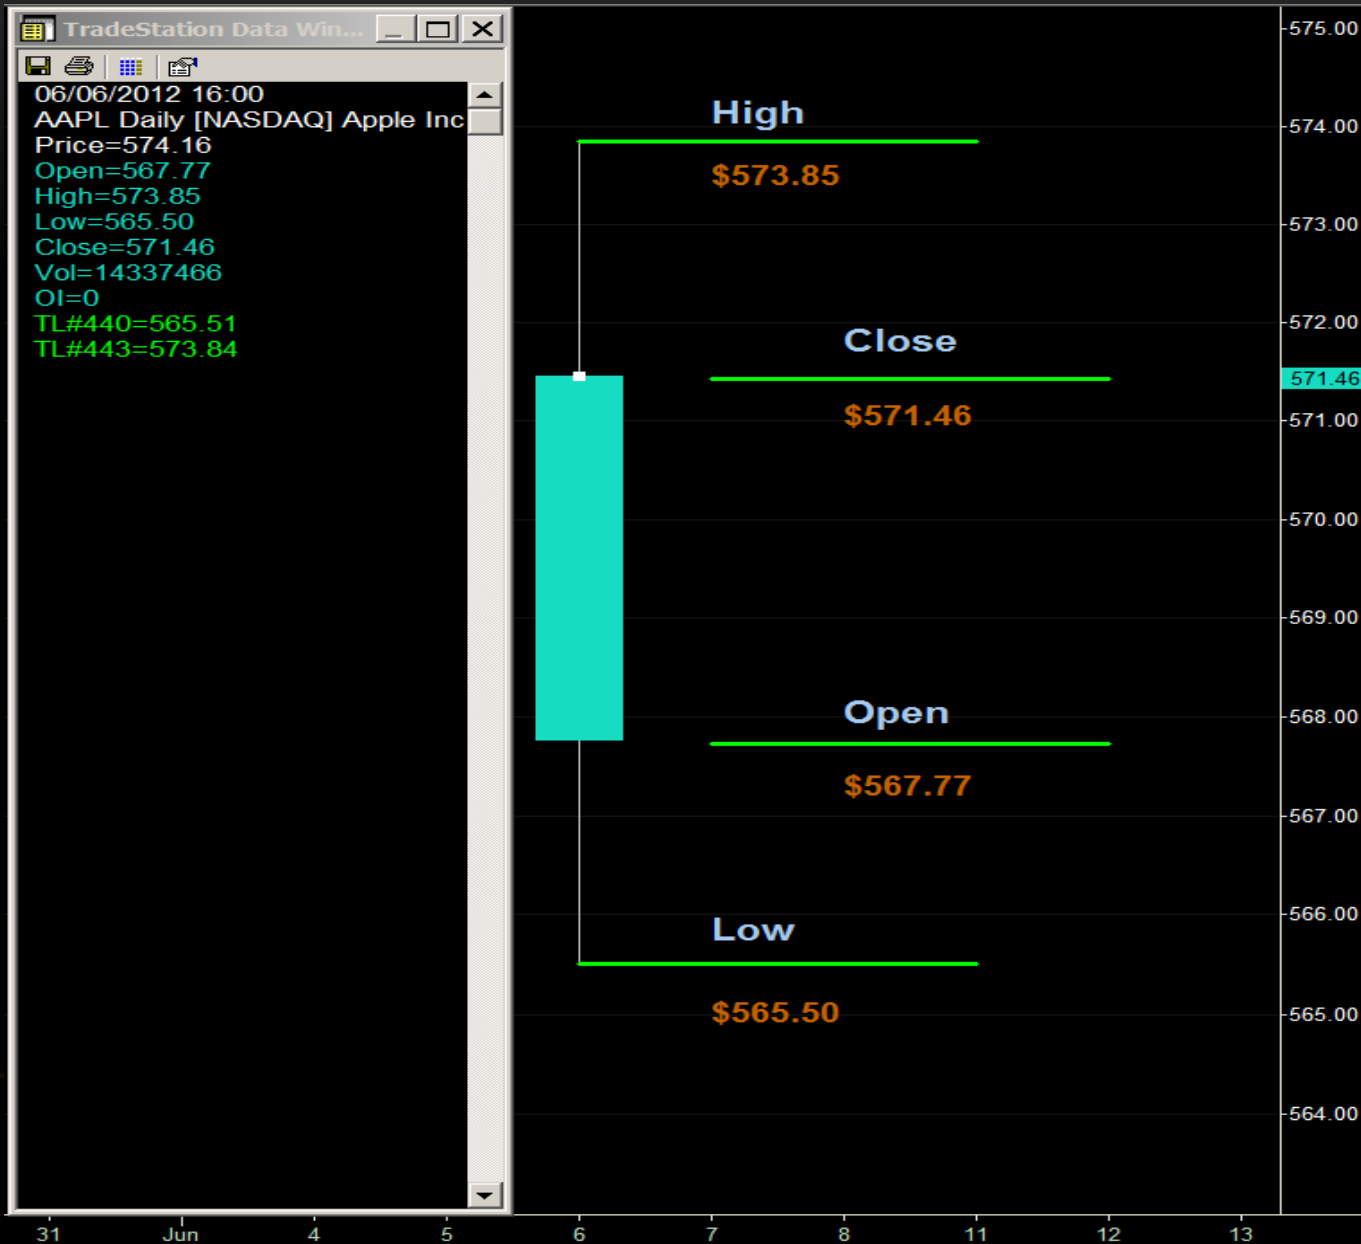 TradeStation Data Win...
06/06/2012 16:00
AAPL Daily [NASDAQ] Apple Inc
Price=574.16
Open=567.77
High=573.85
Low=565.50
Close=571.46
Vol=14337466
OI=0
TL#440=565.51
TL#443=573.84
High
$573.85
Close
$571.46
Open
$567.77
Low
$565.50
575.00
574.00
573.00
572.00
571.46
571.00
570.00
569.00
568.00
567.00
566.00
565.00
564.00
31 Jun 4 5 6 7 8 11 12 13